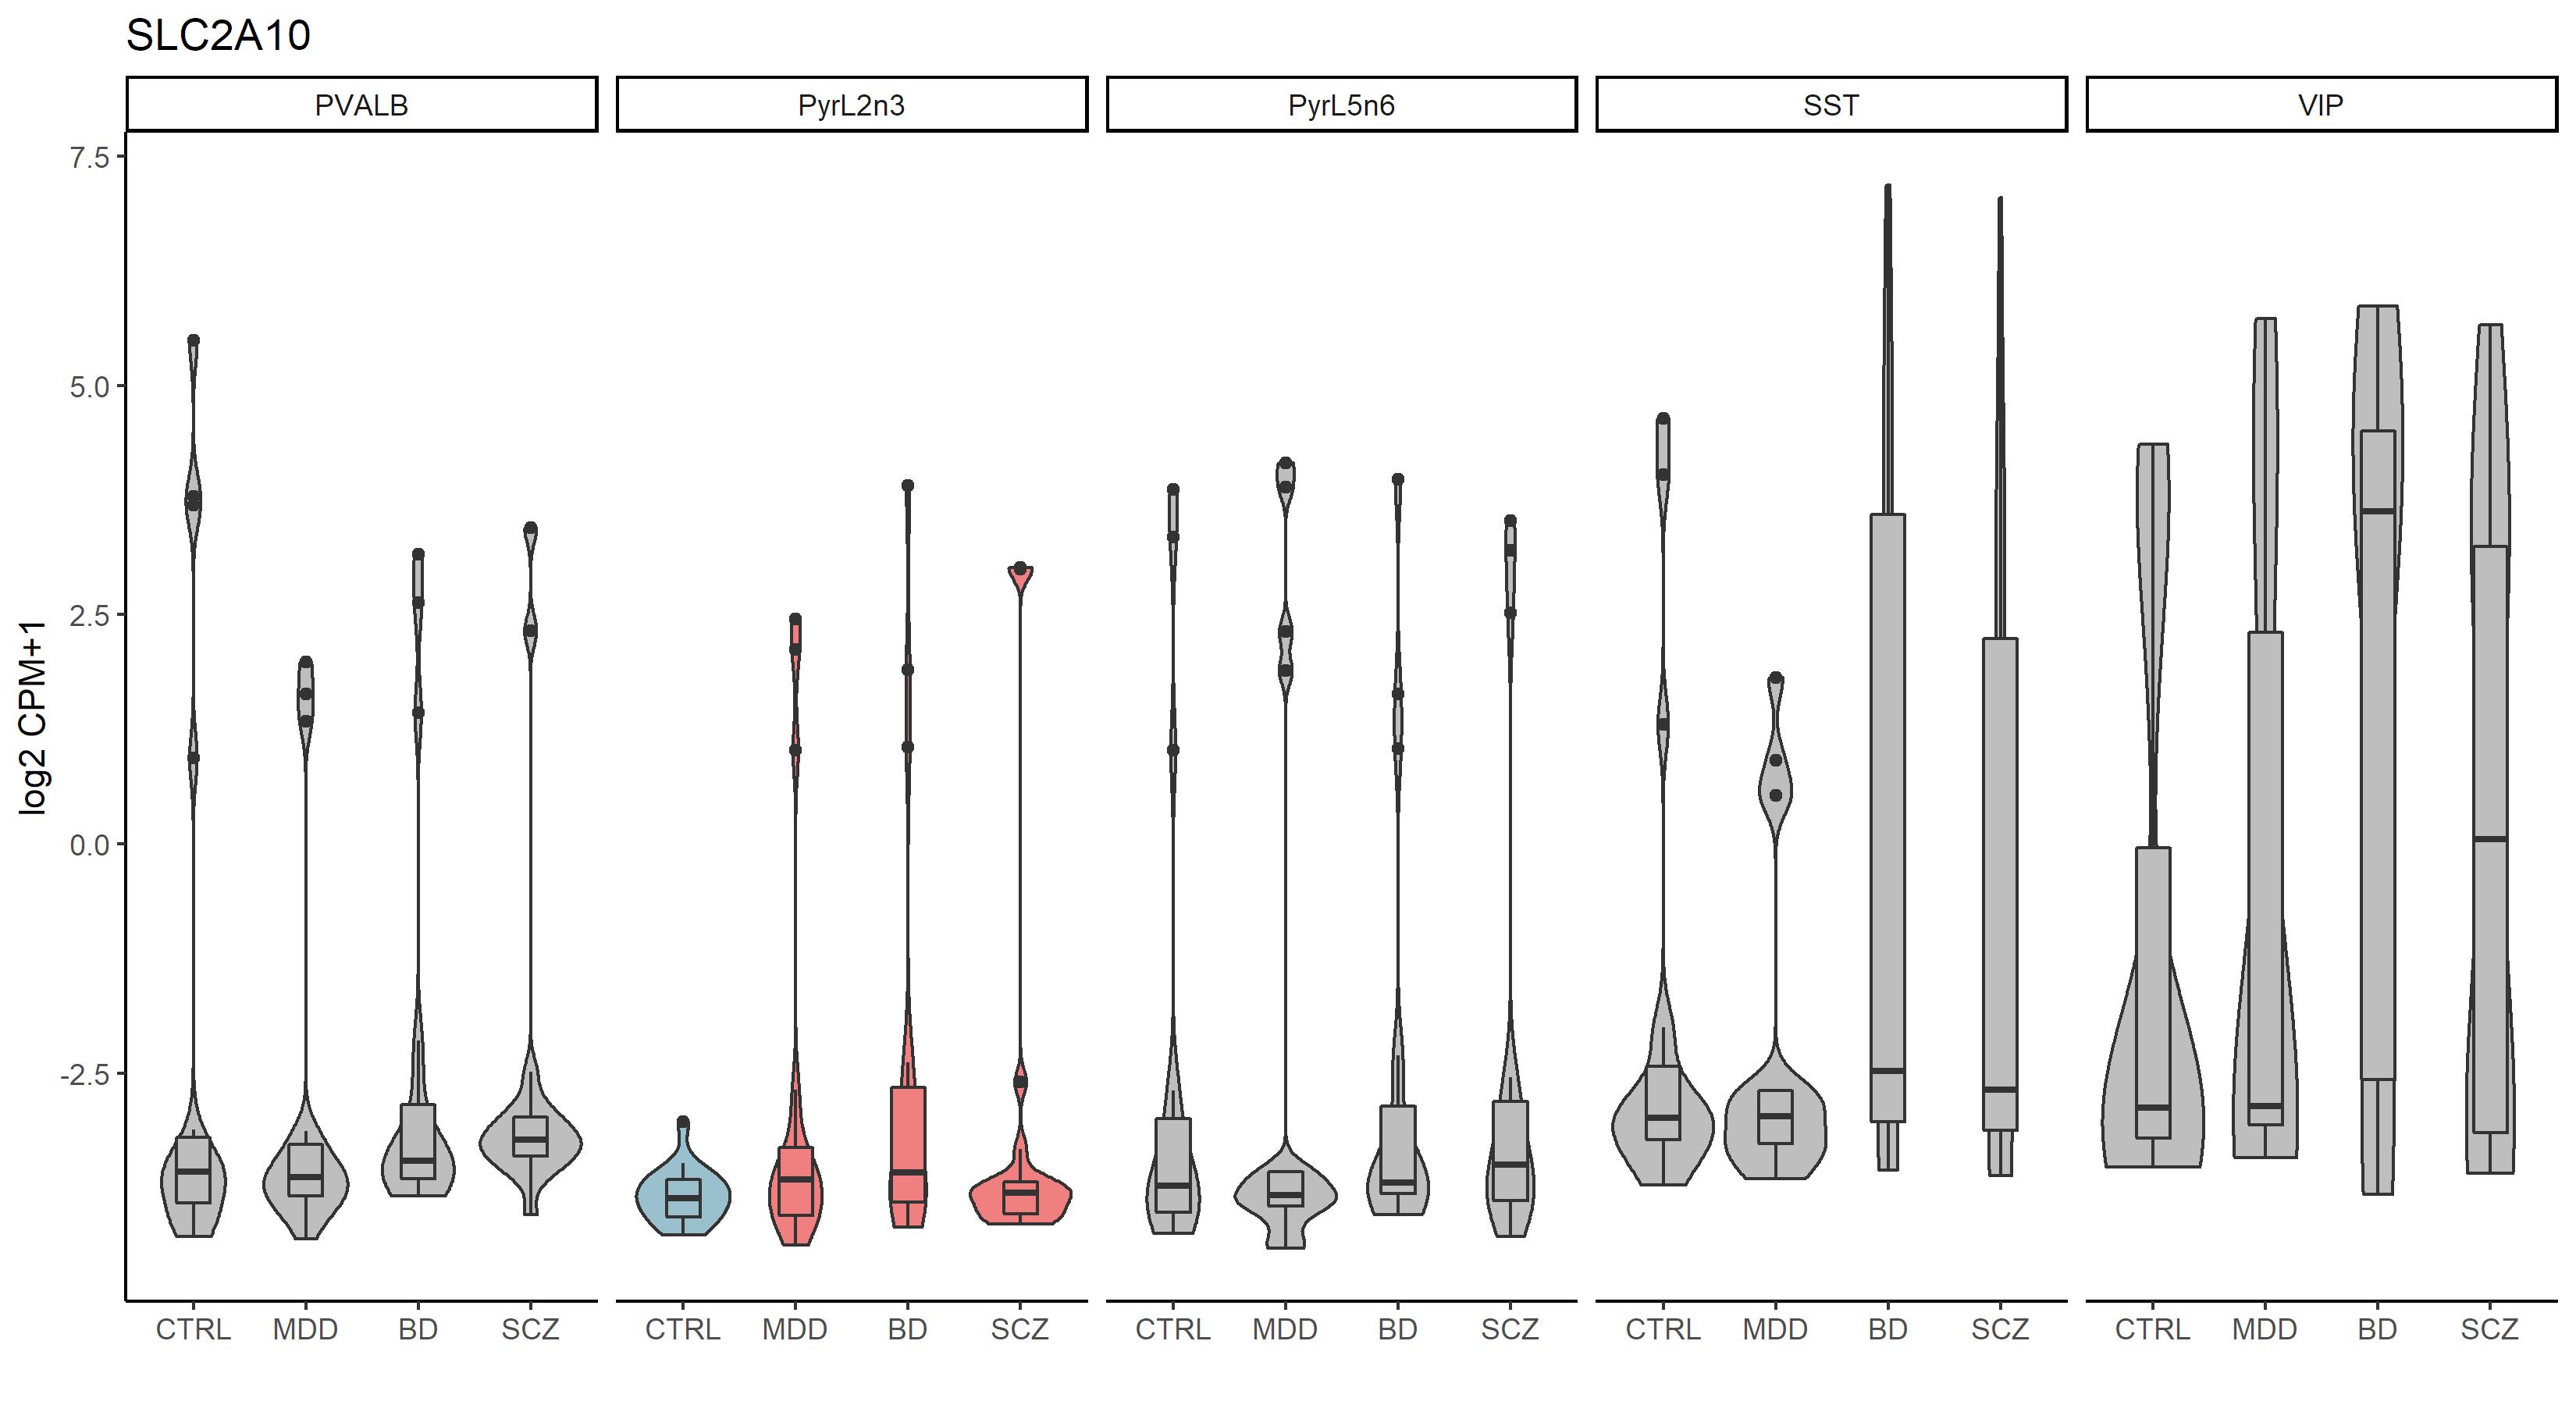 SLC2A10
PVALB PyrL2n3 PyrL5n6 SST VIP
7.5
5.0
2.5
0.0
-2.5
log2 CPM+1
CTRL MDD BD SCZ CTRL MDD BD SCZ CTRL MDD BD SCZ CTRL MDD BD SCZ CTRL MDD BD SCZ